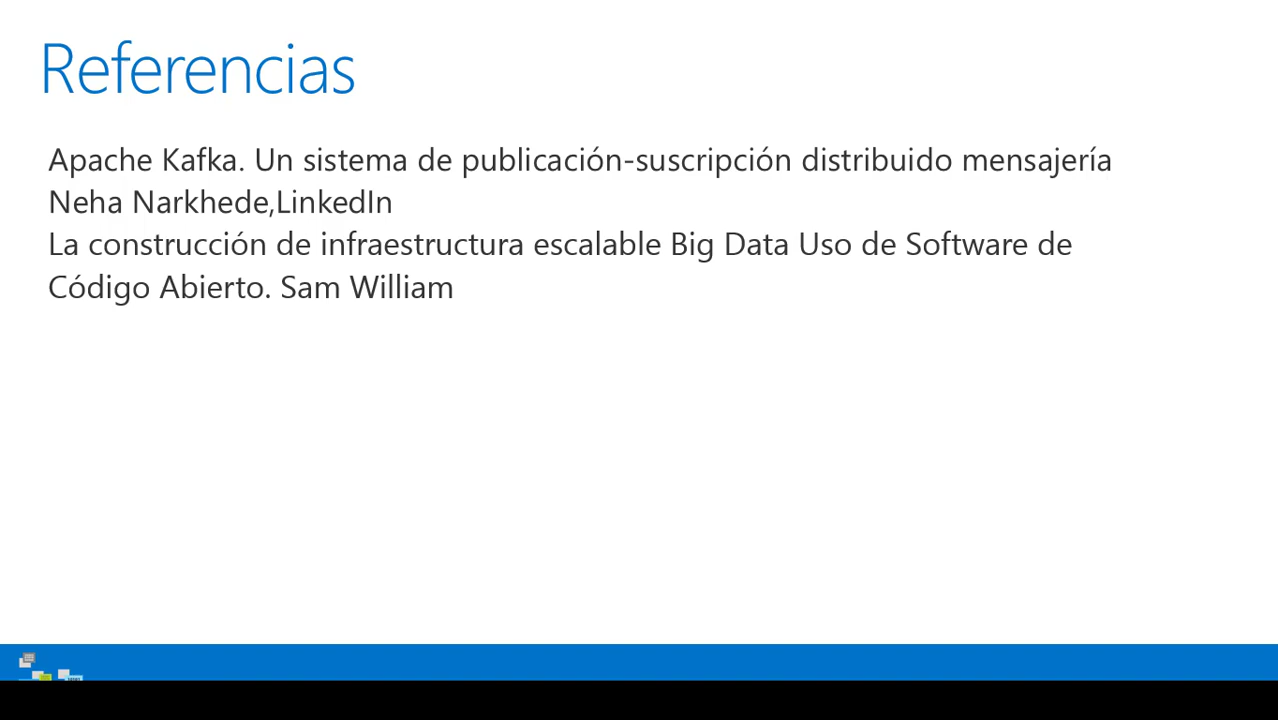 Referencias
Apache Kafka. Un sistema de publicación-suscripción distribuido mensajería
Neha Narkhede,LinkedIn
La construcción de infraestructura escalable Big Data Uso de Software de
Código Abierto. Sam William